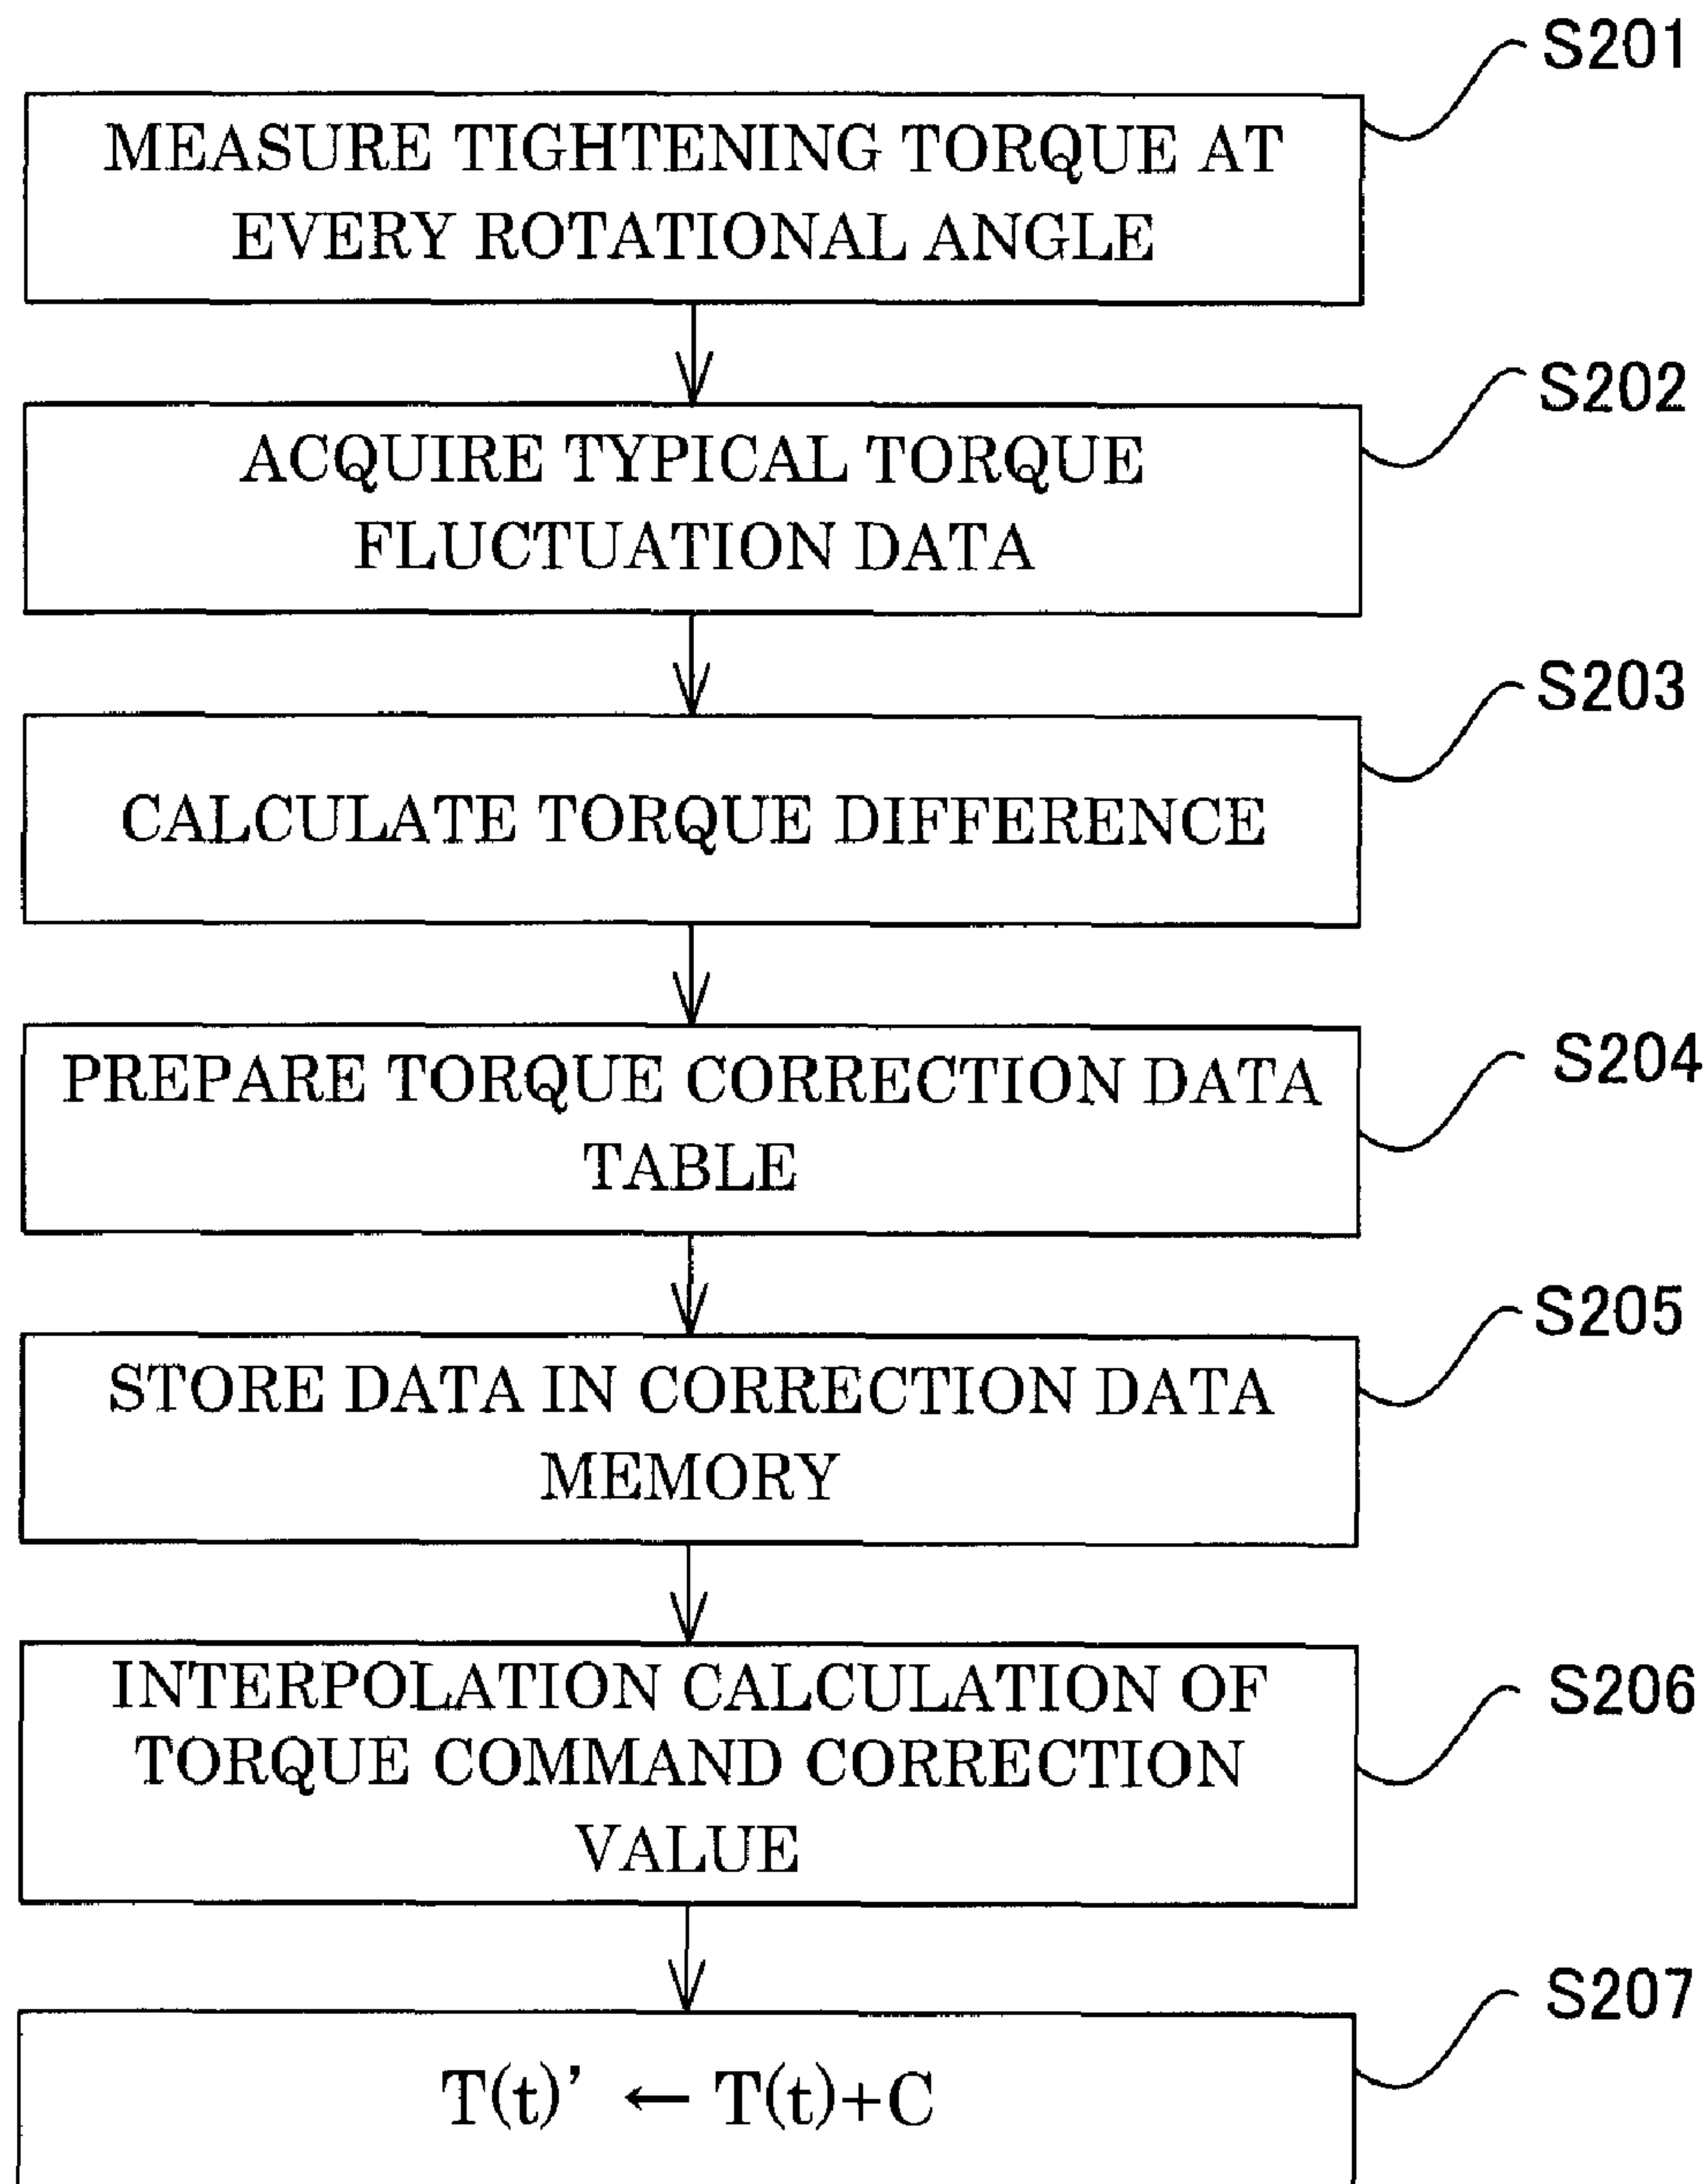 S201
MEASURE TIGHTENING TORQUE AT
EVERY ROTATIONAL ANGLE
S202
ACQUIRE TYPICAL TORQUE
FLUCTUATION DATA
S203
CALCULATE TORQUE DIFFERENCE
S204
PREPARE TORQUE CORRECTION DATA
TABLE
S205
STORE DATA IN CORRECTION DATA
MEMORY
S206
INTERPOLATION CALCULATION OF
TORQUE COMMAND CORRECTION
VALUE
S207
T(t)' ← T(t)+C